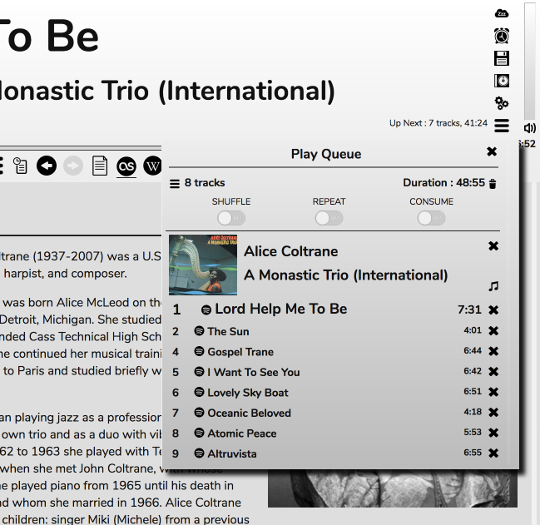 To Be
Monastic Trio (International)
Zzz
Up Next : 7 tracks, 41:24
:52
Play Queue
8 tracks
Duration : 48:55
SHUFFLE REPEAT CONSUME
Alice Coltrane
A Monastic Trio (International)
1 Lord Help Me To Be 7:31
2 The Sun 4:01
4 Gospel Trane 6:44
5 I Want To See You 6:42
6 Lovely Sky Boat 6:51
7 Oceanic Beloved 4:18
8 Atomic Peace 5:53
9 Altruvista 6:55
as W
ltrane (1937-2007) was a U.S
harpist, and composer.
was born Alice McLeod on th
Detroit, Michigan. She studied
nded Cass Technical High Sch
he continued her musical traini
to Paris and studied briefly w
an playing jazz as a profession
own trio and as a duo with vib
62 to 1963 she played with Te
when she met John Coltrane, with whose
he played piano from 1965 until his death in
nd whom she married in 1966. Alice Coltrane
children: singer Miki (Michele) from a previous